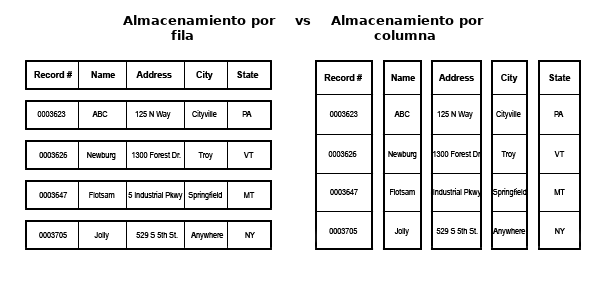 Almacenamiento por fila vs Almacenamiento por columna
Record # Name Address City State
0003623 ABC 125 N Way Cityville PA
0003626 Newburg 1300 Forest Dr. Troy VT
0003647 Flotsam 5 Industrial Pkwy Springfield MT
0003705 Jolly 529 S 5th St. Anywhere NY
Record # Name Address City State
0003623 ABC 125 N Way Cityville PA
0003626 Newburg 1300 Forest Dr Troy VT
0003647 Flotsam Industrial Pkwy Springfield MT
0003705 Jolly 529 S 5th St. Anywhere NY